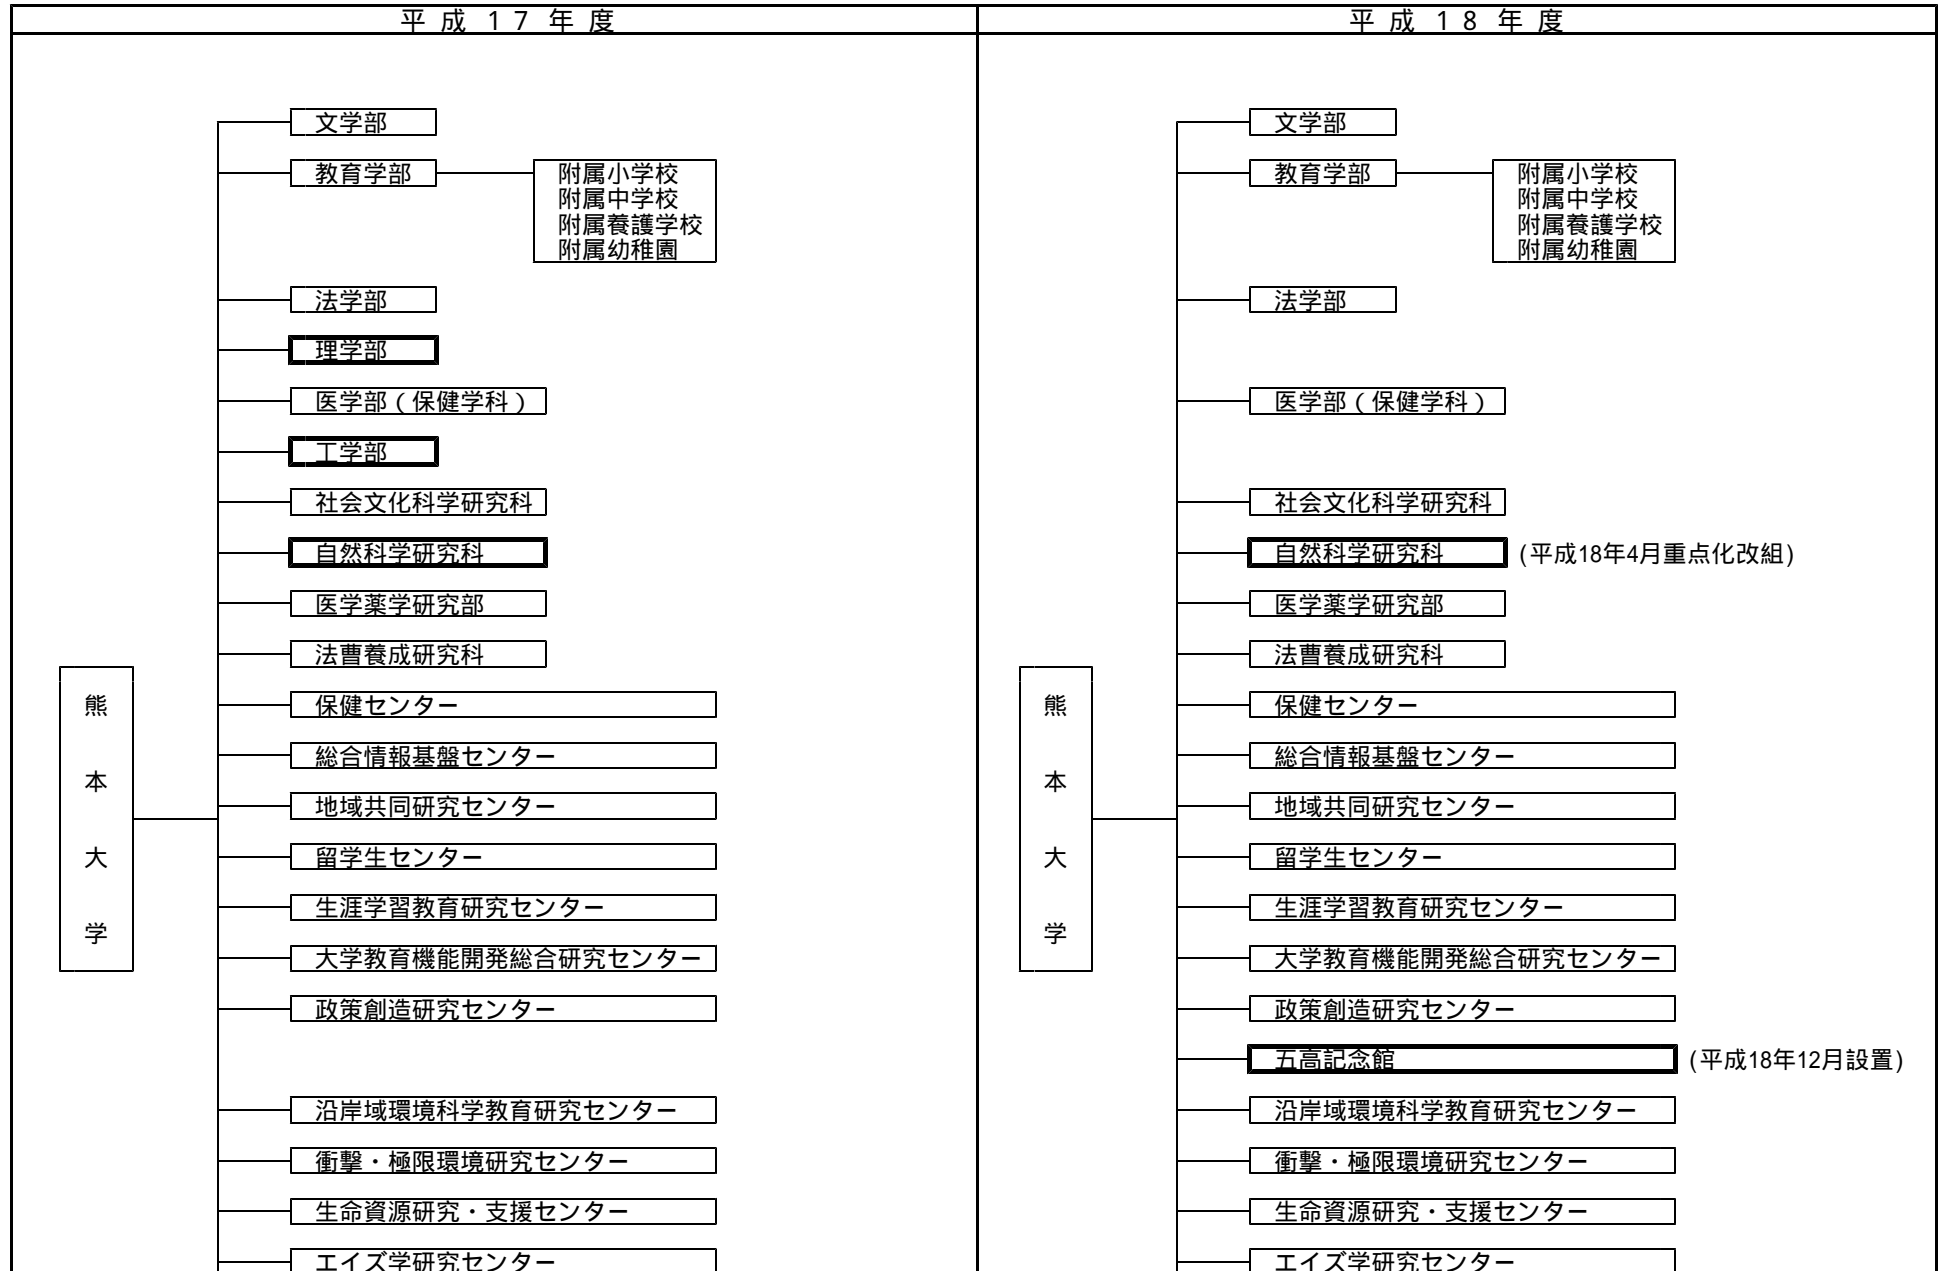 平成17年度
文学部
教育学部
附属小学校
附属中学校
附属養護学校
附属幼稚園
法学部
理学部
医学部(保健学科)
工学部
社会文化科学研究科
自然科学研究科
医学薬学研究部
法曹養成研究科
熊本大学
保健センター
総合情報基盤センター
地域共同研究センター
留学生センター
生涯学習教育研究センター
大学教育機能開発総合研究センター
政策創造研究センター
沿岸域環境科学教育研究センター
衝撃・極限環境研究センター
生命資源研究・支援センター
エイズ学研究センター
平成18年度
文学部
教育学部
附属小学校
附属中学校
附属養護学校
附属幼稚園
法学部
医学部(保健学科)
社会文化科学研究科
自然科学研究科 (平成18年4月重点化改組)
医学薬学研究部
法曹養成研究科
熊本大学
保健センター
総合情報基盤センター
地域共同研究センター
留学生センター
生涯学習教育研究センター
大学教育機能開発総合研究センター
政策創造研究センター
五高記念館 (平成18年12月設置)
沿岸域環境科学教育研究センター
衝撃・極限環境研究センター
生命資源研究・支援センター
エイズ学研究センター